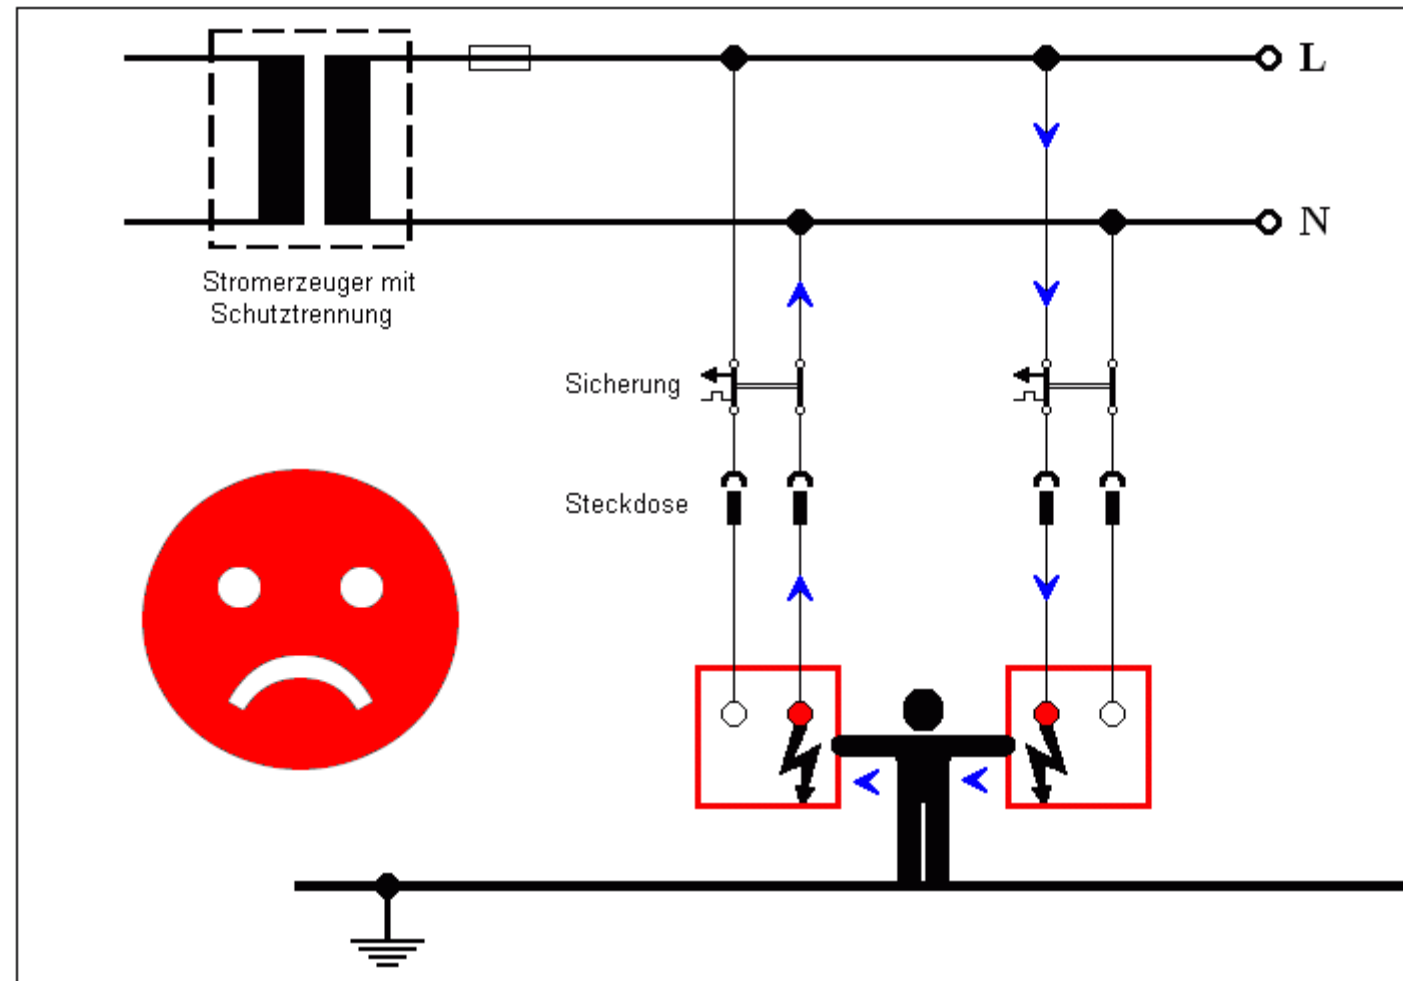 L
N
Stromerzeuger mit
Schutztrennung
Sicherung
Steckdose